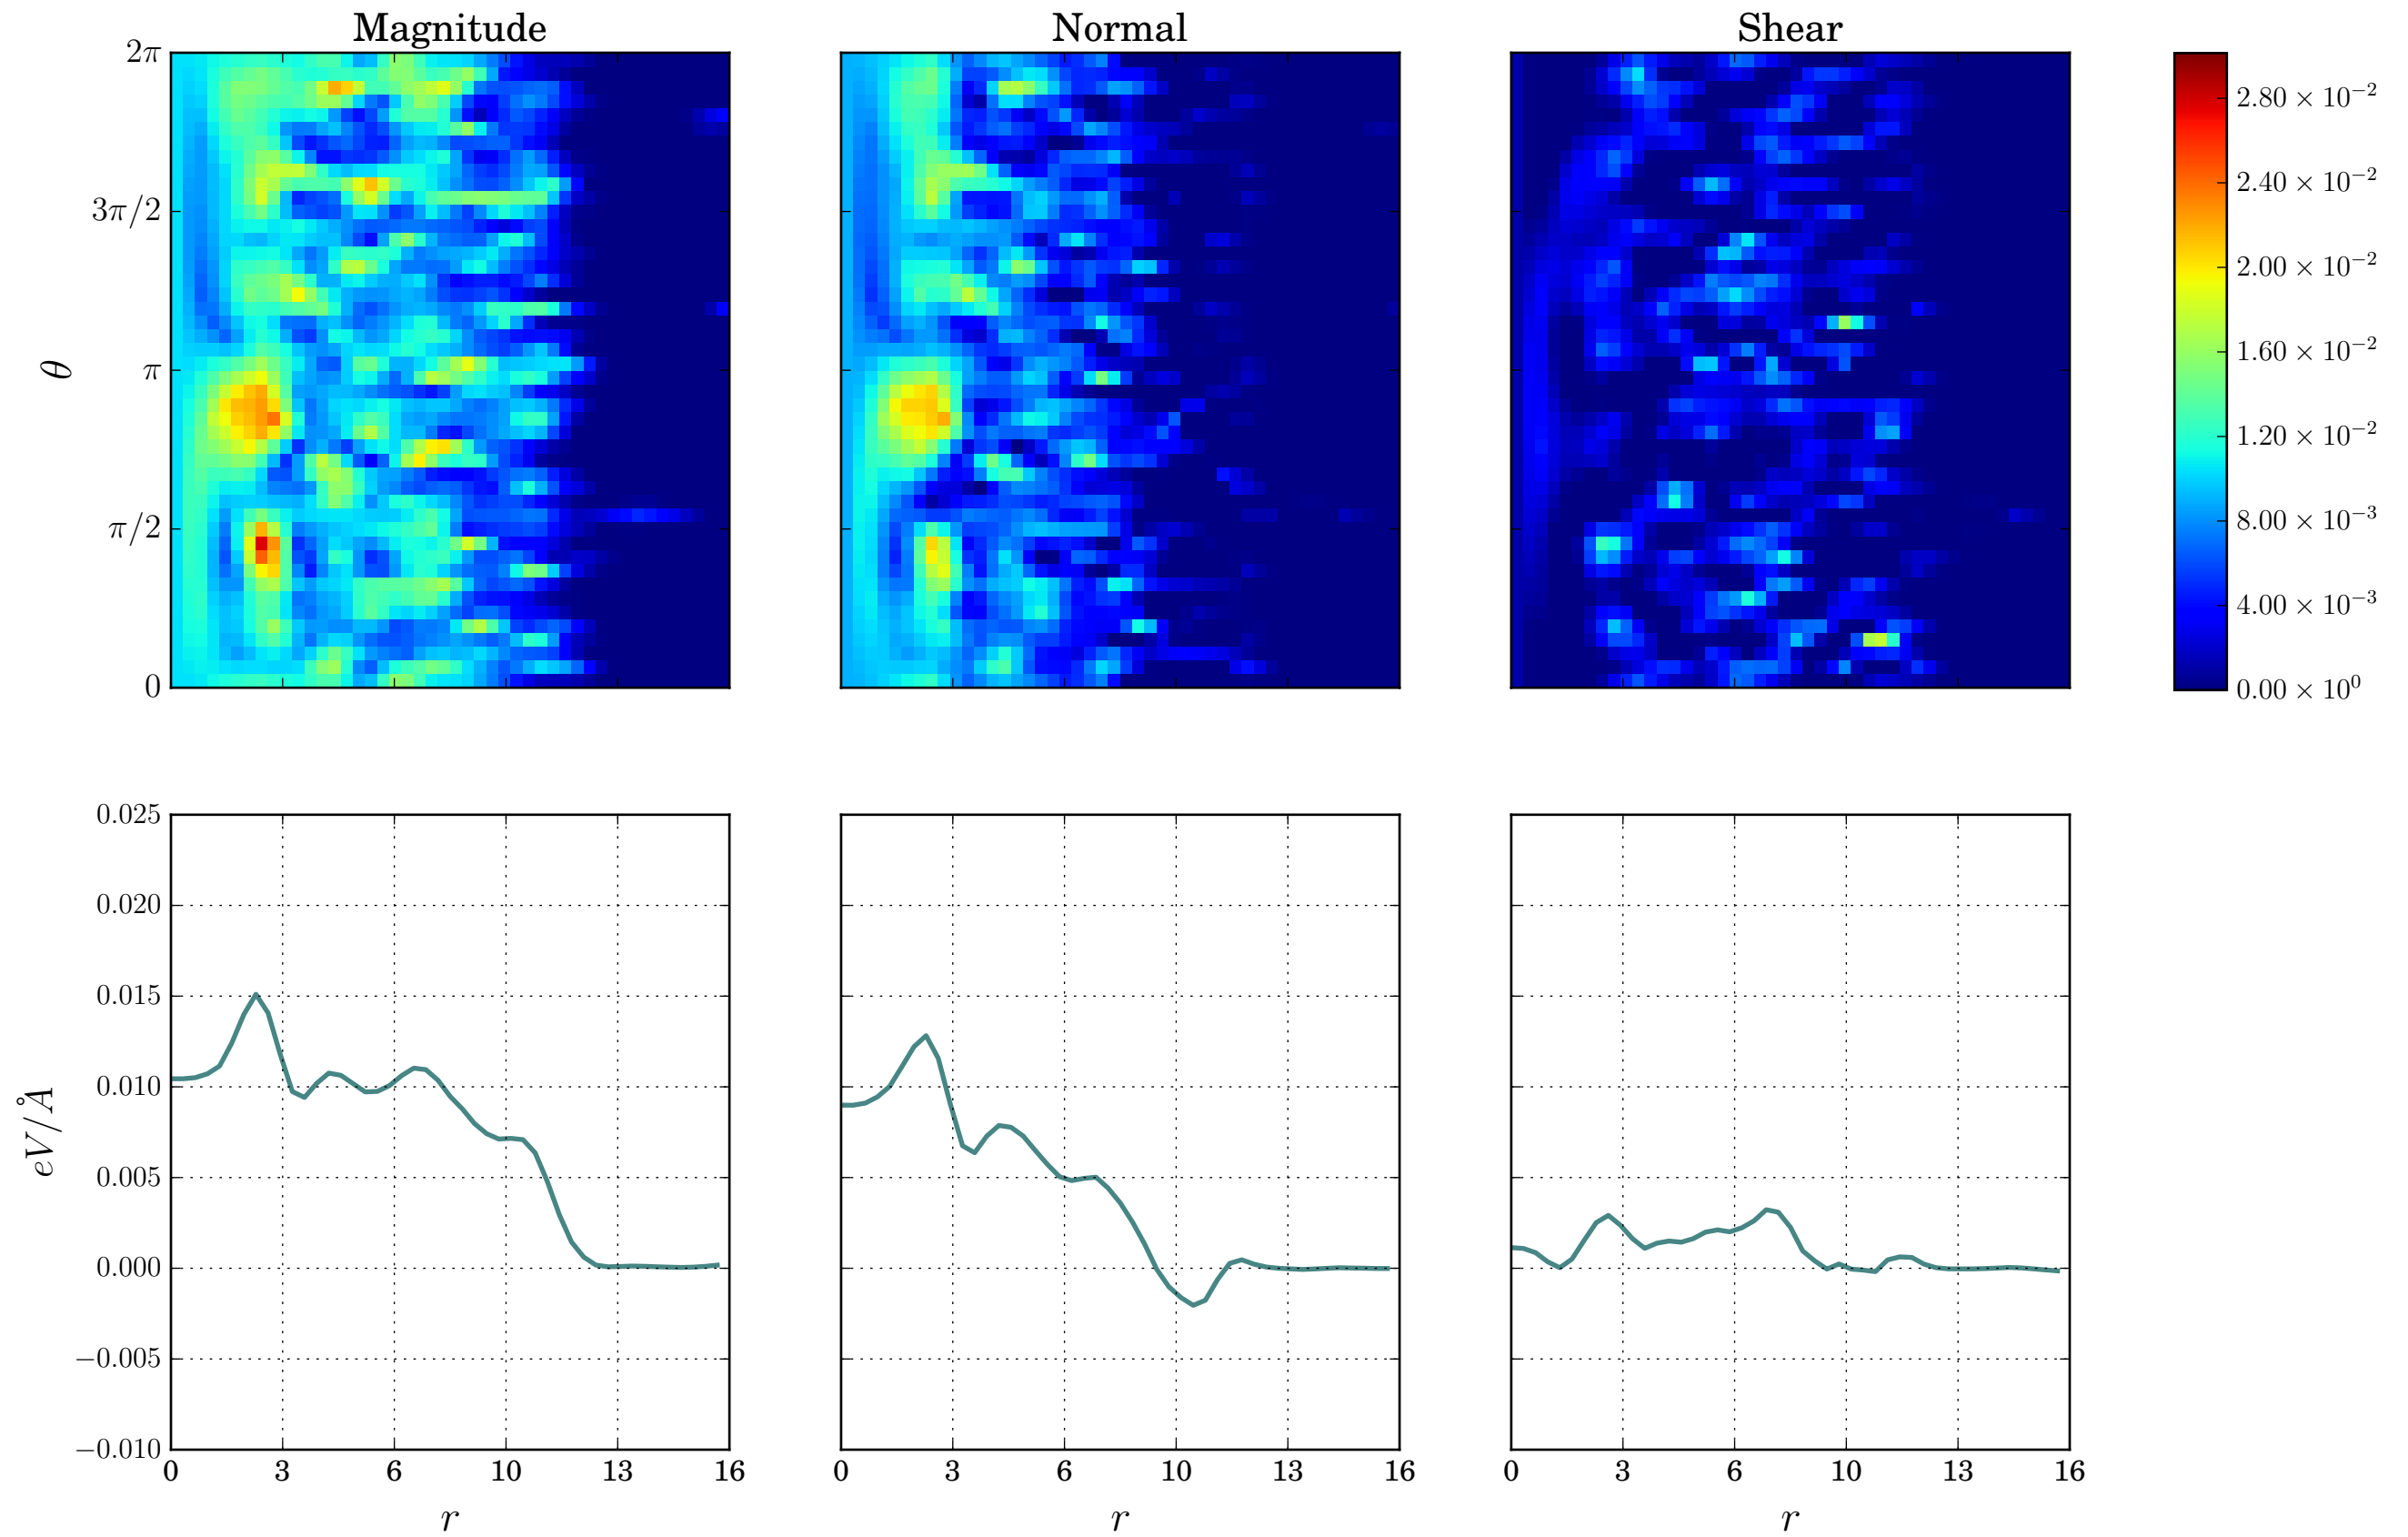 Magnitude Normal Shear
2π
3π/2
π
π/2
0
θ
2.80 × 10⁻²
2.40 × 10⁻²
2.00 × 10⁻²
1.60 × 10⁻²
1.20 × 10⁻²
8.00 × 10⁻³
4.00 × 10⁻³
0.00 × 10⁰
0.025
0.020
0.015
0.010
0.005
0.000
−0.005
−0.010
eV/Å
0 3 6 10 13 16
0 3 6 10 13 16
0 3 6 10 13 16
r r r